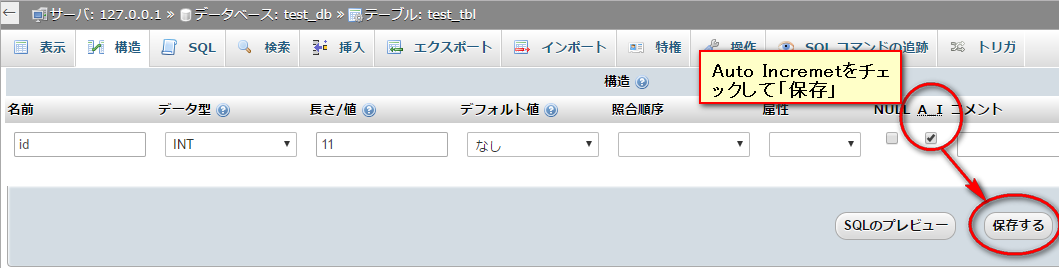 ← サーバ: 127.0.0.1 » データベース: test_db » テーブル: test_tbl
表示 構造 SQL 検索 挿入 エクスポート インポート 特権 操作 SQL コマンドの追跡 トリガ
構造
Auto Incremetをチェ
ックして「保存」
名前 データ型 長さ/値 デフォルト値 照合順序 属性 NULL A_I コメント
id INT 11 なし
SQLのプレビュー 保存する